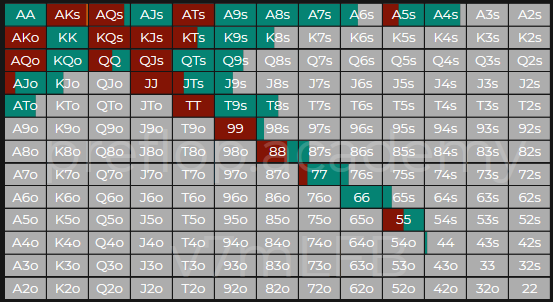 AA AKs AQs AJs ATs A9s A8s A7s A6s A5s A4s A3s A2s
AKo KK KQs KJs KTs K9s K8s K7s K6s K5s K4s K3s K2s
AQo KQo QQ QJs QTs Q9s Q8s Q7s Q6s Q5s Q4s Q3s Q2s
AJo KJo QJo JJ JTs J9s J8s J7s J6s J5s J4s J3s J2s
ATo KTo QTo JTo TT T9s T8s T7s T6s T5s T4s T3s T2s
A9o K9o Q9o J9o T9o 99 98s 97s 96s 95s 94s 93s 92s
A8o K8o Q8o J8o T8o 98o 88 87s 86s 85s 84s 83s 82s
preflop.academy
A7o K7o Q7o J7o T7o 97o 87o 77 76s 75s 74s 73s 72s
A6o K6o Q6o J6o T6o 96o 86o 76o 66 65s 64s 63s 62s
A5o K5o Q5o J5o T5o 95o 85o 75o 65o 55 54s 53s 52s
A4o K4o Q4o J4o T4o 94o 84o 74o 64o 54o 44 43s 42s
A3o K3o Q3o J3o T3o 93o 83o 73o 63o 53o 43o 33 32s
A2o K2o Q2o J2o T2o 92o 82o 72o 62o 52o 42o 32o 22